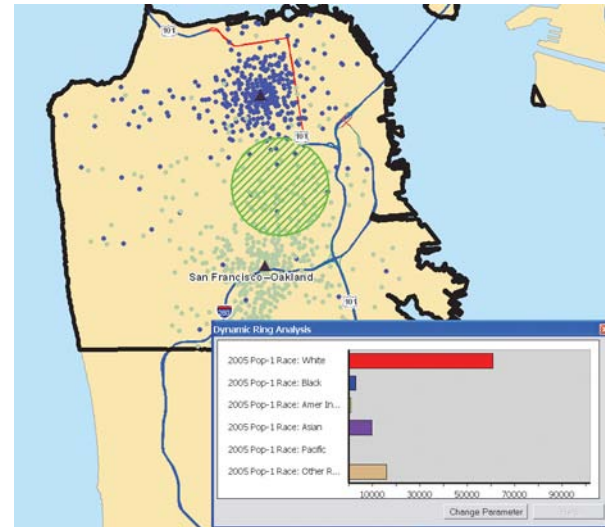 101
101
San Francisco-Oakland
280
101
Dynamic Ring Analysis
2005 Pop-1 Race: White
2005 Pop-1 Race: Black
2005 Pop-1 Race: Amer In...
2005 Pop-1 Race: Asian
2005 Pop-1 Race: Pacific
2005 Pop-1 Race: Other R...
10000 30000 50000 70000 90000
Change Parameter